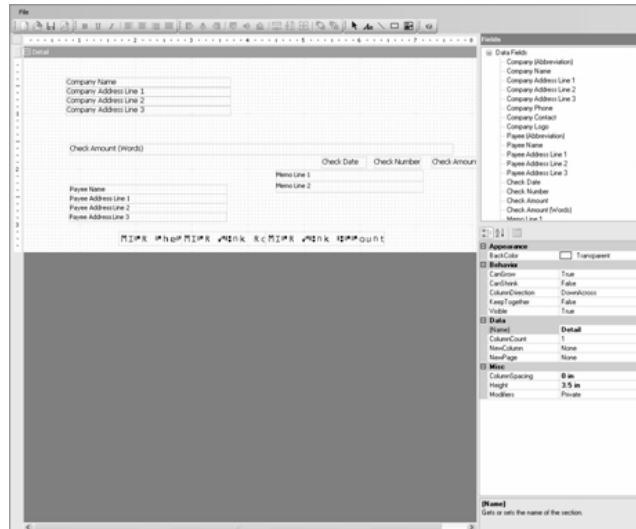 File
Detail
Company Name
Company Address Line 1
Company Address Line 2
Company Address Line 3
Check Amount (Words)
Check Date Check Number Check Amoun
Memo Line 1
Memo Line 2
Payee Name
Payee Address Line 1
Payee Address Line 2
Payee Address Line 3
Fields
Data Fields
Company (Abbreviation)
Company Name
Company Address Line 1
Company Address Line 2
Company Address Line 3
Company Phone
Company Contact
Company Logo
Payee (Abbreviation)
Payee Name
Payee Address Line 1
Payee Address Line 2
Payee Address Line 3
Check Date
Check Number
Check Amount
Check Amount (Words)
Memo Line 1
Appearance
BackColor Transparent
Behavior
CanGrow True
CanShrink False
ColumnDirection DownAcross
KeepTogether False
Visible True
Data
(Name) Detail
ColumnCount 1
NewColumn None
NewPage None
Misc
ColumnSpacing 0 in
Height 3.5 in
Modifiers Private
(Name)
Gets or sets the name of the section.